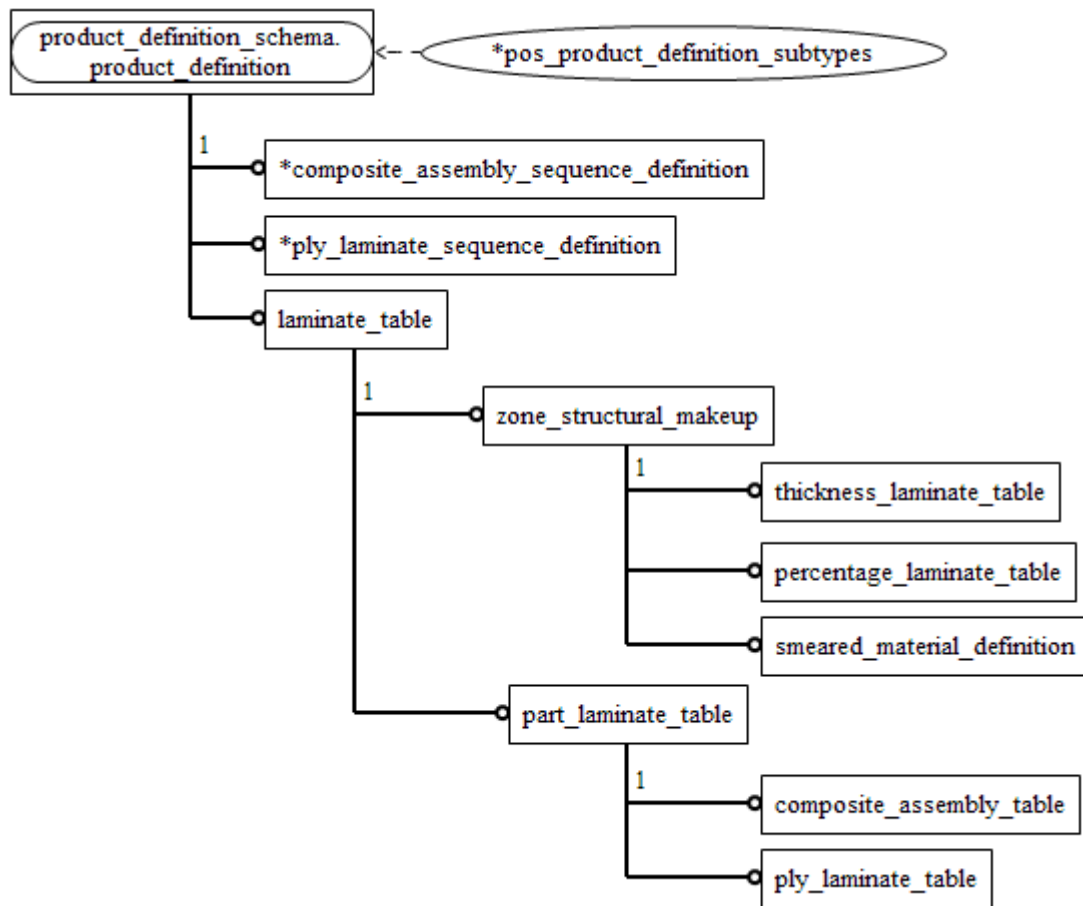 product_definition_schema.
product_definition
*pos_product_definition_subtypes
1
*composite_assembly_sequence_definition
*ply_laminate_sequence_definition
laminate_table
1
zone_structural_makeup
1
thickness_laminate_table
percentage_laminate_table
smeared_material_definition
part_laminate_table
1
composite_assembly_table
ply_laminate_table